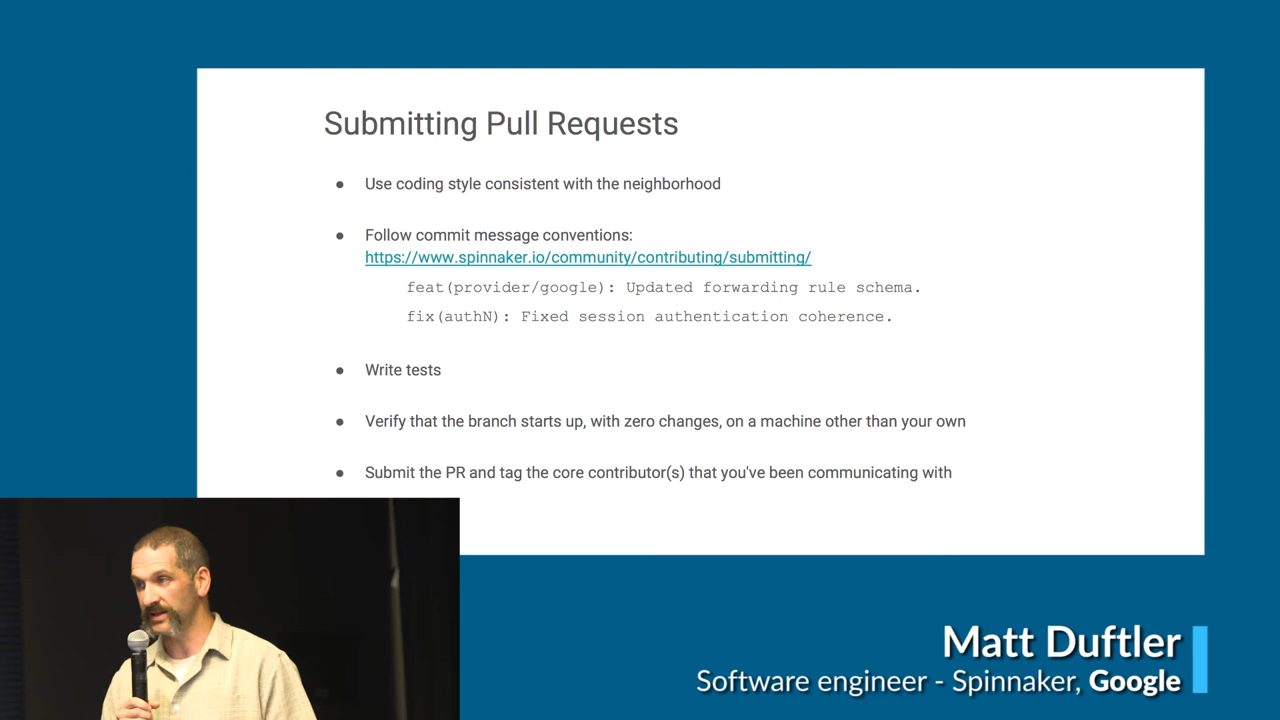 Submitting Pull Requests
● Use coding style consistent with the neighborhood
● Follow commit message conventions:
https://www.spinnaker.io/community/contributing/submitting/
feat(provider/google): Updated forwarding rule schema.
fix(authN): Fixed session authentication coherence.
● Write tests
● Verify that the branch starts up, with zero changes, on a machine other than your own
● Submit the PR and tag the core contributor(s) that you've been communicating with
Matt Duftler
Software engineer - Spinnaker, Google